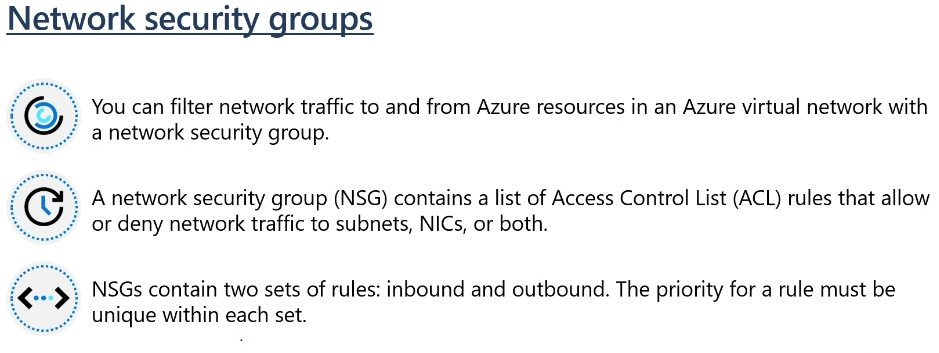 Network security groups
You can filter network traffic to and from Azure resources in an Azure virtual network with
a network security group.
A network security group (NSG) contains a list of Access Control List (ACL) rules that allow
or deny network traffic to subnets, NICs, or both.
NSGs contain two sets of rules: inbound and outbound. The priority for a rule must be
unique within each set.